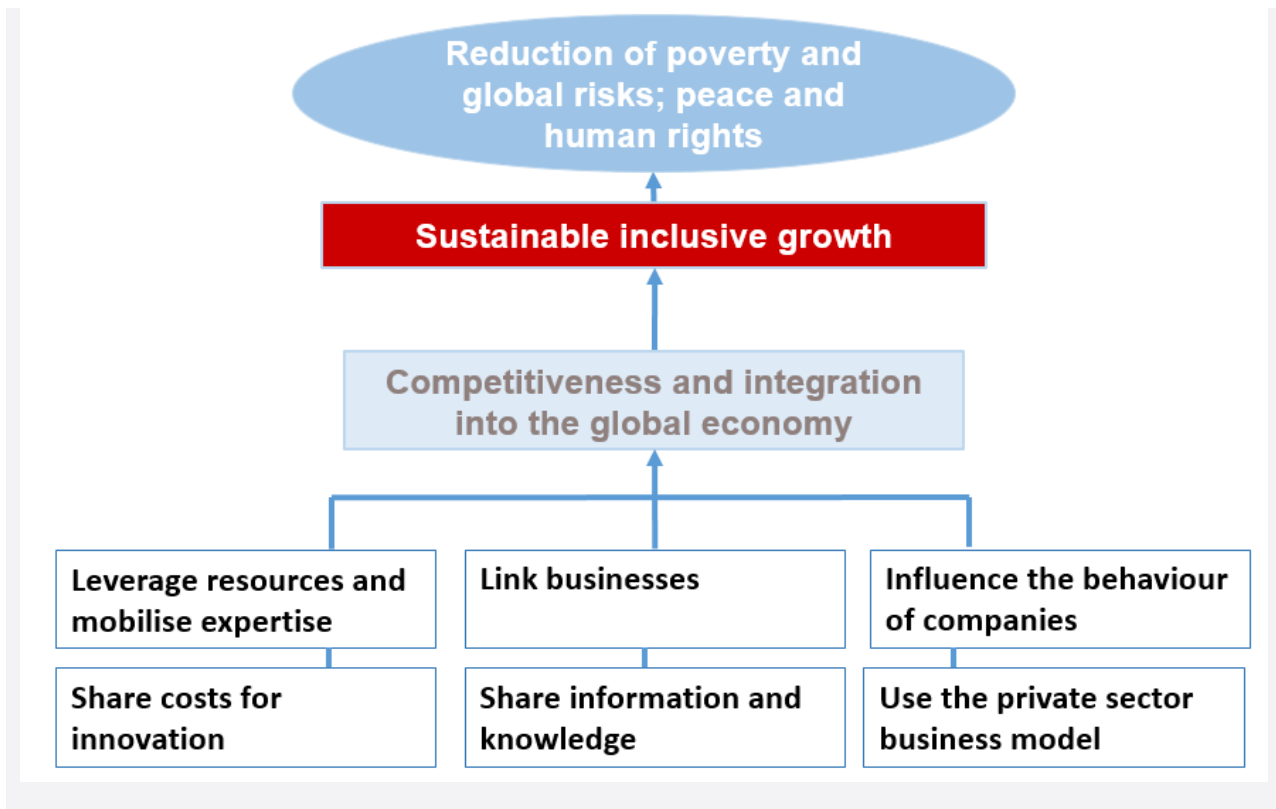 Reduction of poverty and
global risks; peace and
human rights
Sustainable inclusive growth
Competitiveness and integration
into the global economy
Leverage resources and
mobilise expertise
Link businesses
Influence the behaviour
of companies
Share costs for
innovation
Share information and
knowledge
Use the private sector
business model